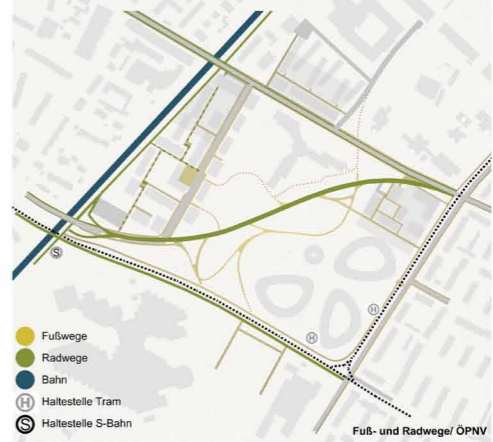 S
H
H
Fußwege
Radwege
Bahn
H Haltestelle Tram
S Haltestelle S-Bahn
Fuß- und Radwege/ ÖPNV